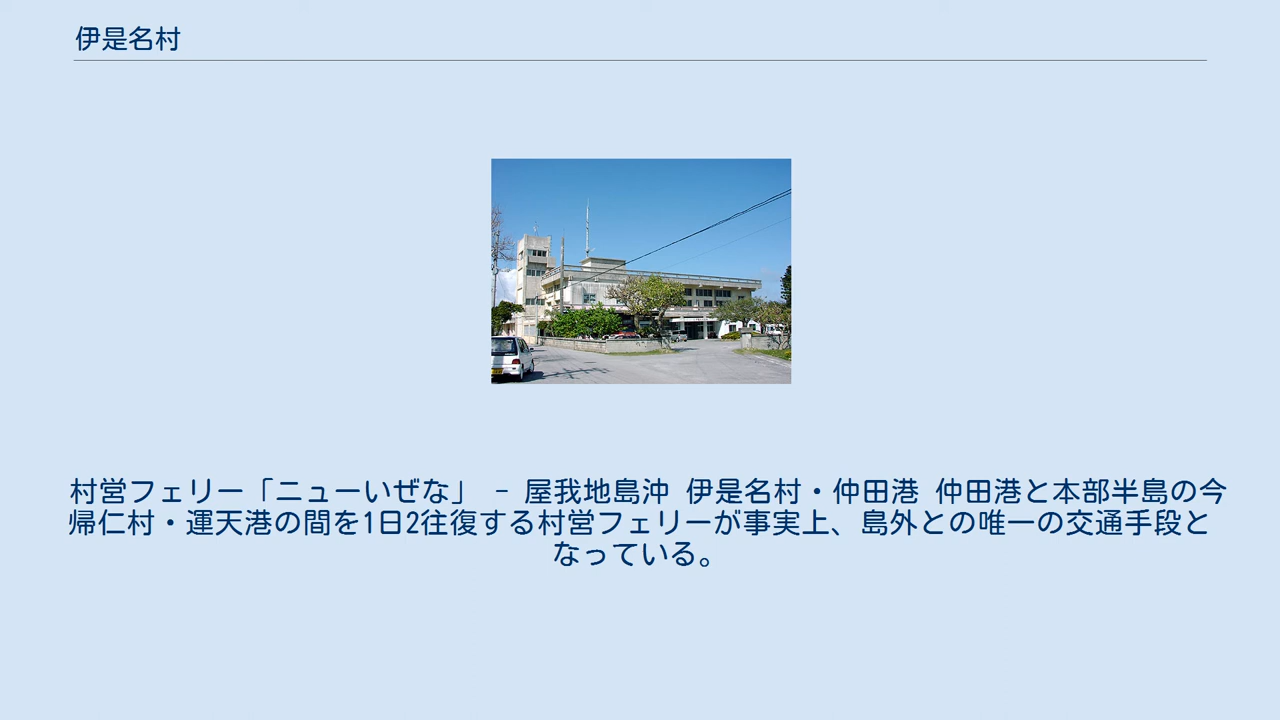 伊是名村
村営フェリー「ニューいぜな」 － 屋我地島沖 伊是名村・仲田港 仲田港と本部半島の今
帰仁村・運天港の間を1日2往復する村営フェリーが事実上、島外との唯一の交通手段と
なっている。